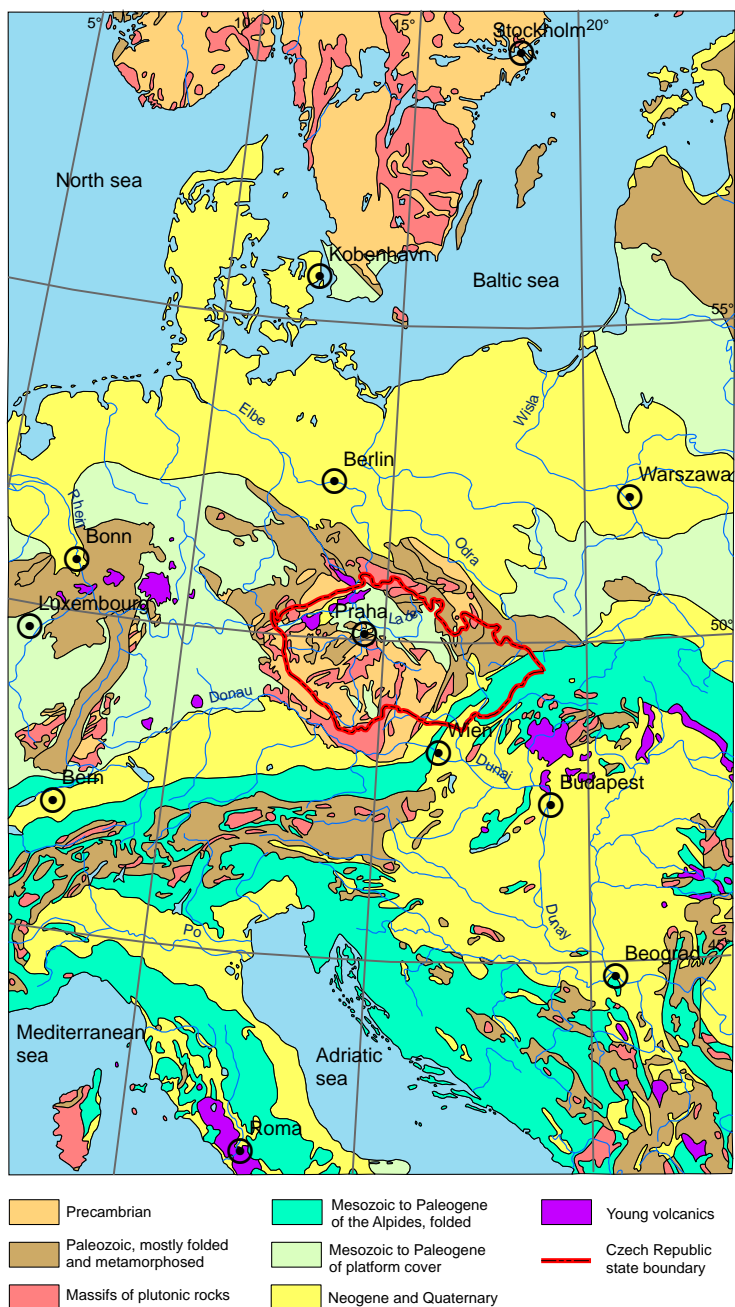 5°
10°
15°
20°
Stockholm
North sea
Kobenhavn
Baltic sea
55°
Elbe
Wisla
Berlin
Warszawa
Rhein
Bonn
Odra
Luxembourg
Praha
Labe
50°
Donau
Wien
Dunaj
Bern
Budapest
Dunay
Po
45°
Beograd
Mediterranean
sea
Adriatic
sea
Roma
Precambrian
Paleozoic, mostly folded
and metamorphosed
Massifs of plutonic rocks
Mesozoic to Paleogene
of the Alpides, folded
Mesozoic to Paleogene
of platform cover
Neogene and Quaternary
Young volcanics
Czech Republic
state boundary